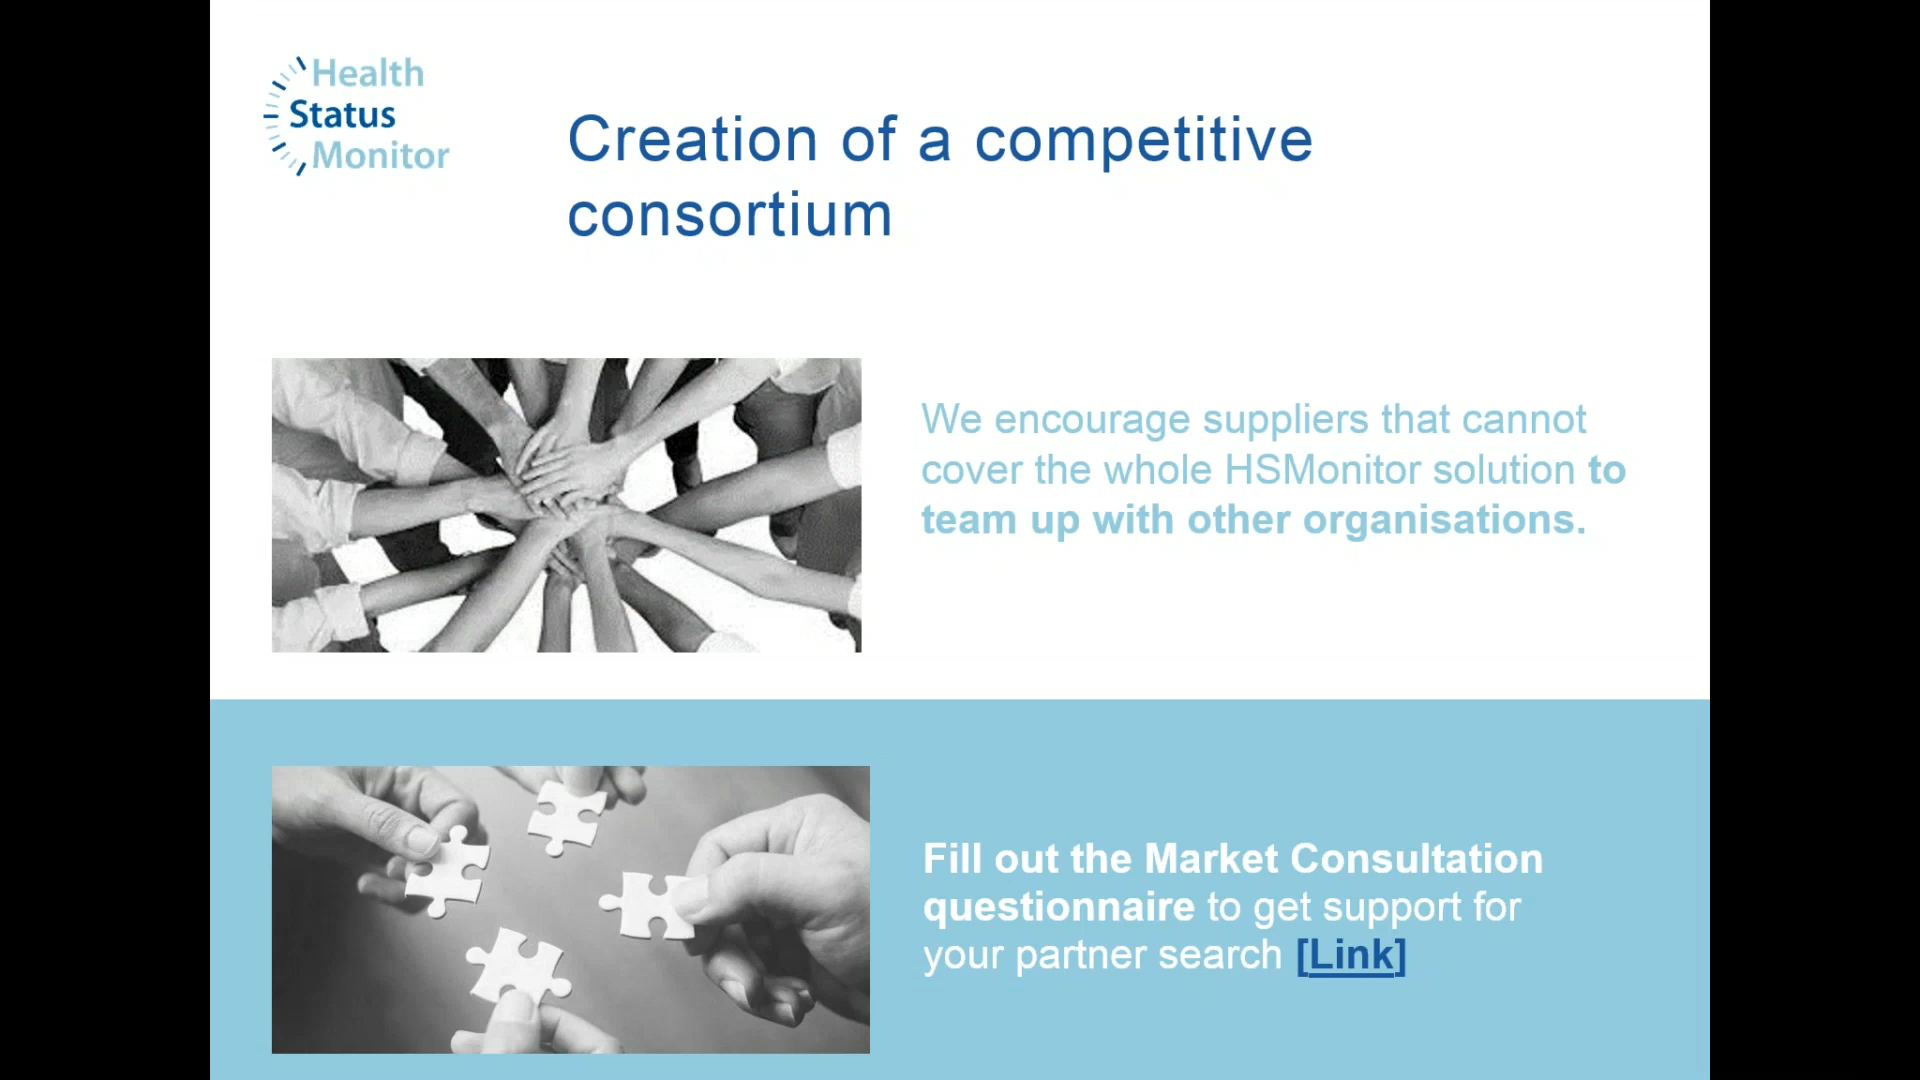 Health
Status
Monitor
Creation of a competitive
consortium
We encourage suppliers that cannot
cover the whole HSMonitor solution to
team up with other organisations.
Fill out the Market Consultation
questionnaire to get support for
your partner search [Link]